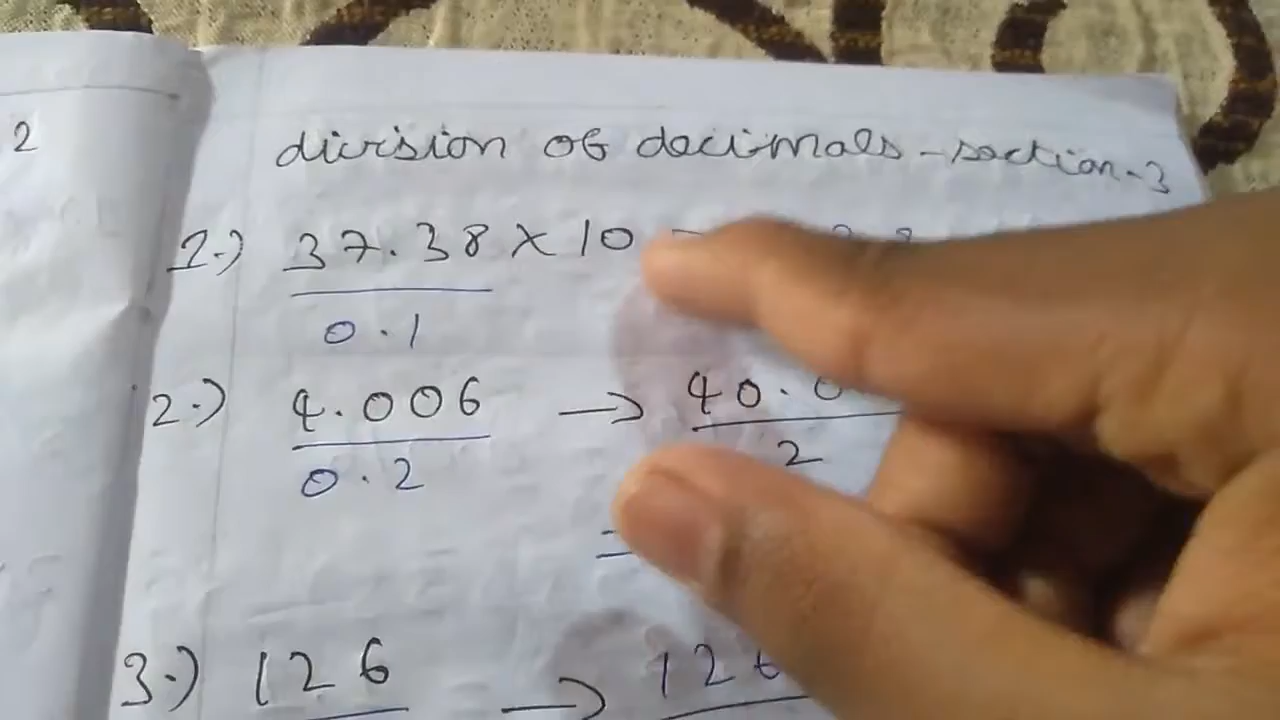 2
division of decimals - section - 3
1.) 37.38 × 10
0.1
2.) 4.006 → 40.0
0.2 2
=
3.) 126 → 126